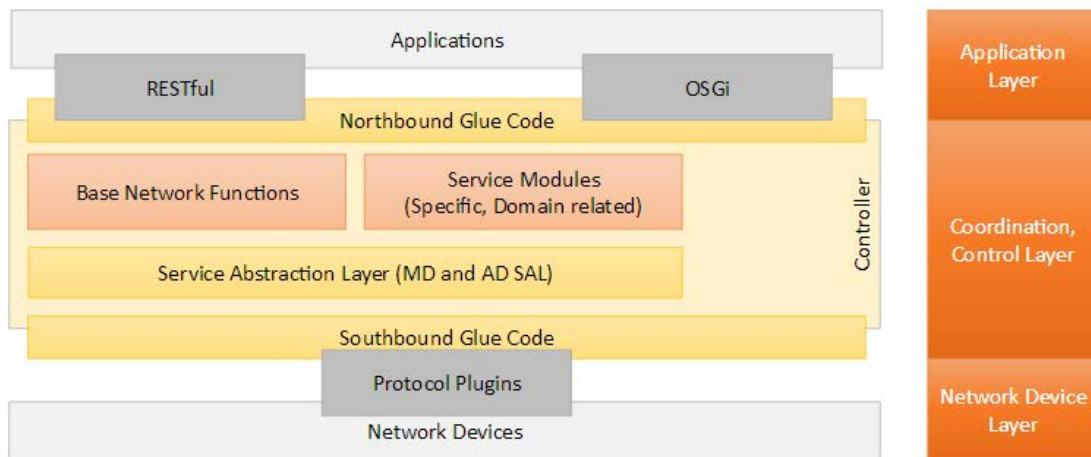 Applications
RESTful
OSGi
Northbound Glue Code
Base Network Functions
Service Modules
(Specific, Domain related)
Service Abstraction Layer (MD and AD SAL)
Controller
Southbound Glue Code
Protocol Plugins
Network Devices
Application
Layer
Coordination,
Control Layer
Network Device
Layer